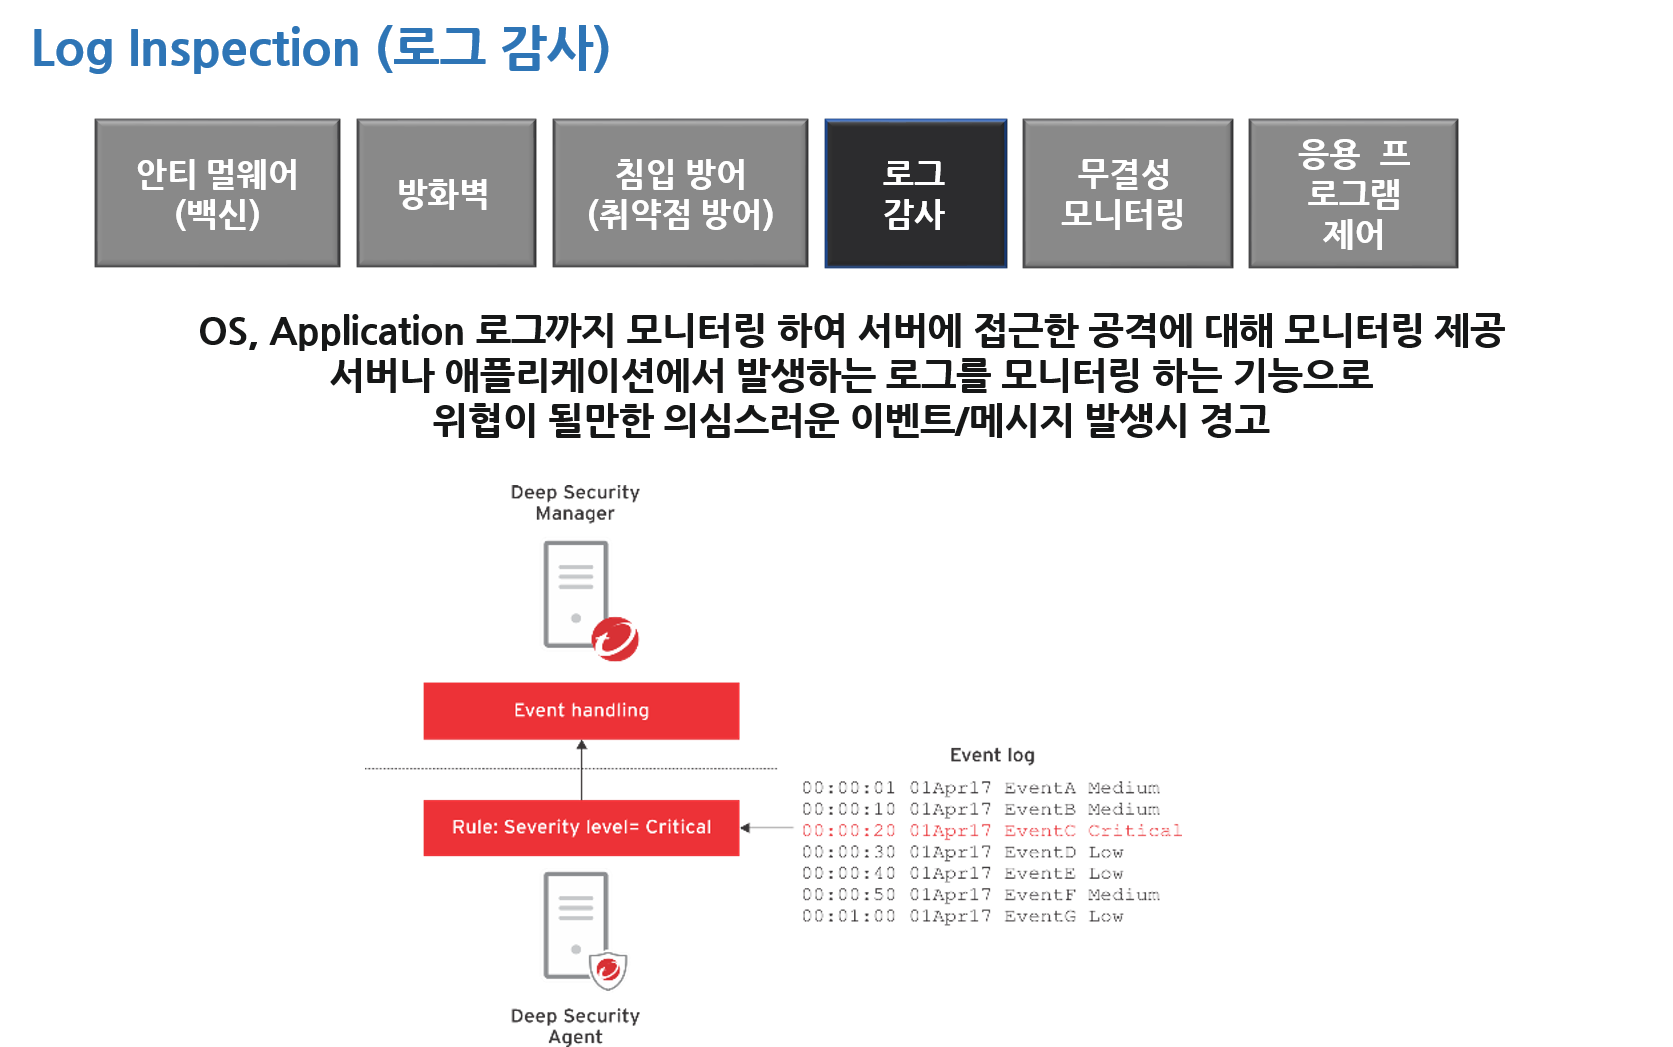 Log Inspection (로그 감사)
안티 멀웨어
(백신)
방화벽
침입 방어
(취약점 방어)
로그
감사
무결성
모니터링
응용 프
로그램
제어
OS, Application 로그까지 모니터링 하여 서버에 접근한 공격에 대해 모니터링 제공
서버나 애플리케이션에서 발생하는 로그를 모니터링 하는 기능으로
위협이 될만한 의심스러운 이벤트/메시지 발생시 경고
Deep Security
Manager
Event handling
Event log
00:00:01 01Apr17 EventA Medium
00:00:10 01Apr17 EventB Medium
00:00:20 01Apr17 EventC Critical
00:00:30 01Apr17 EventD Low
00:00:40 01Apr17 EventE Low
00:00:50 01Apr17 EventF Medium
00:01:00 01Apr17 EventG Low
Rule: Severity level= Critical
Deep Security
Agent